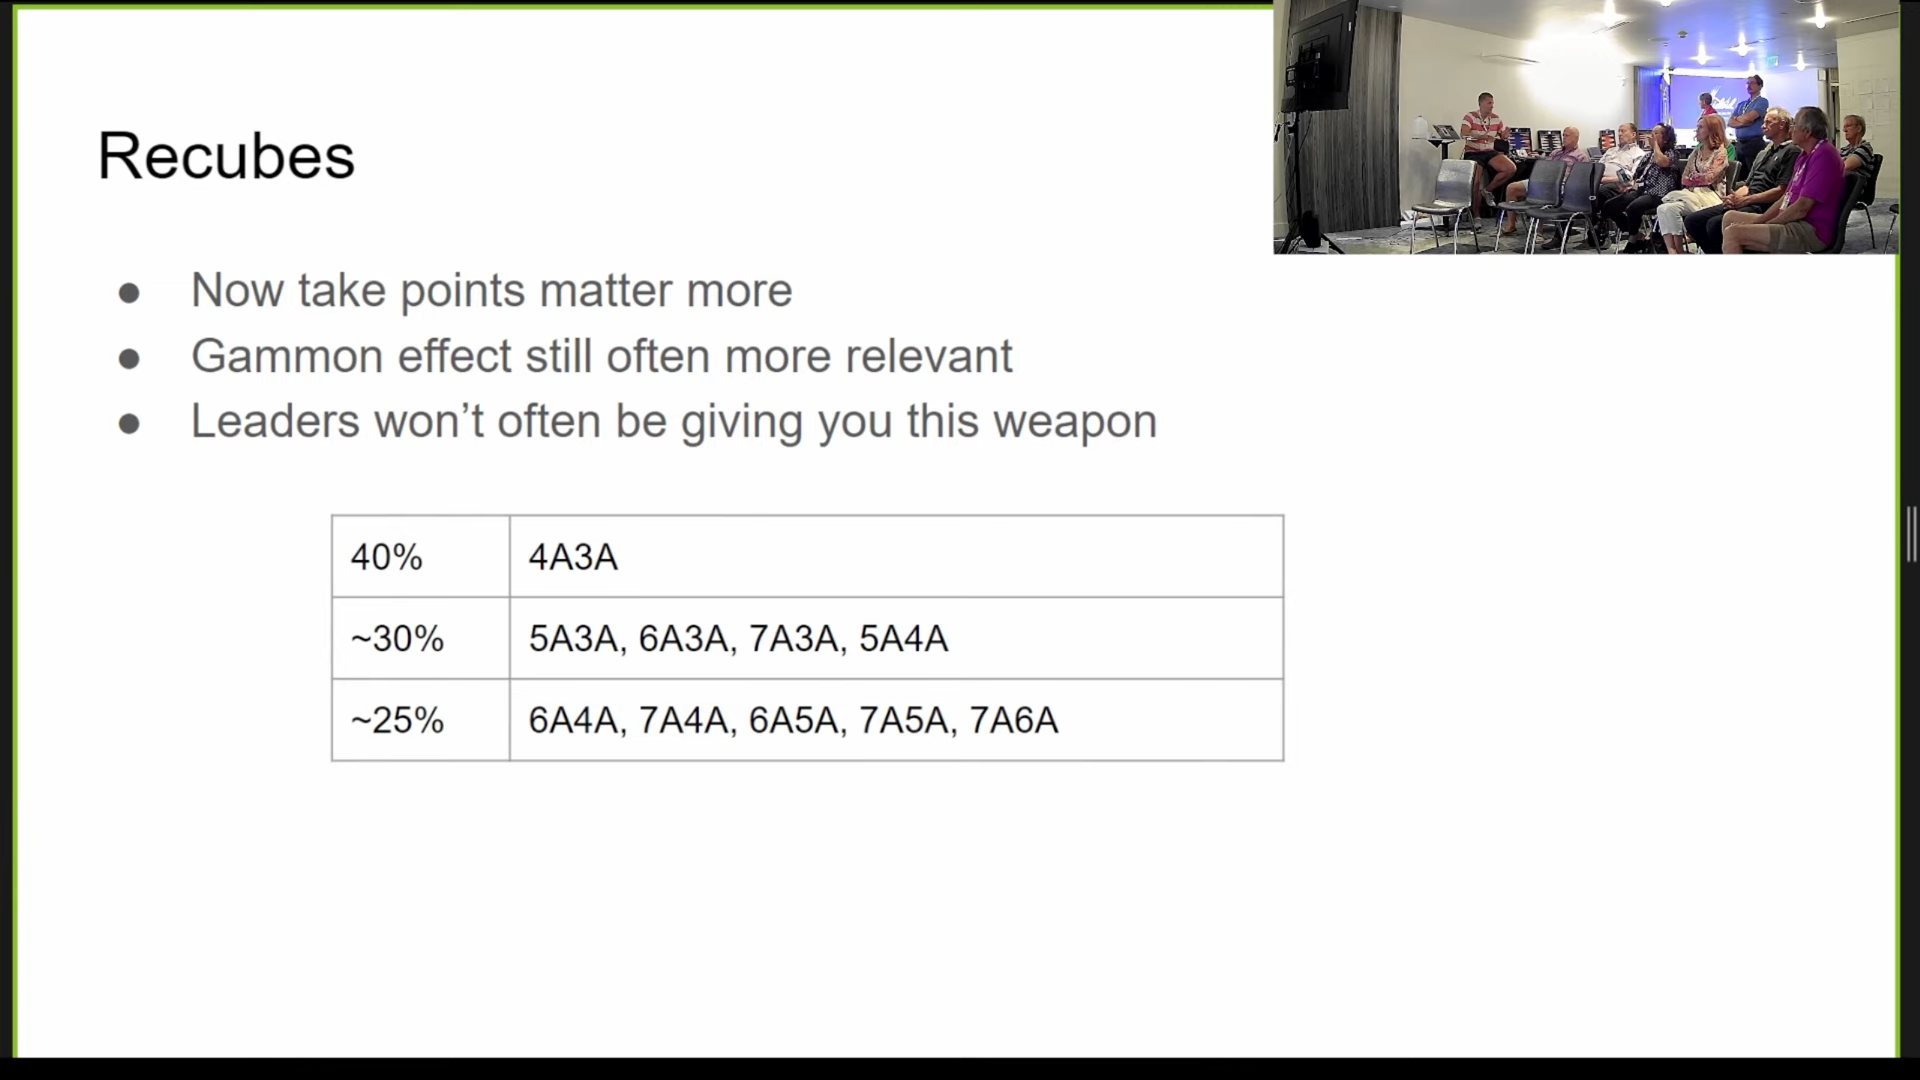 Recubes
● Now take points matter more
● Gammon effect still often more relevant
● Leaders won’t often be giving you this weapon
40% 4A3A
~30% 5A3A, 6A3A, 7A3A, 5A4A
~25% 6A4A, 7A4A, 6A5A, 7A5A, 7A6A